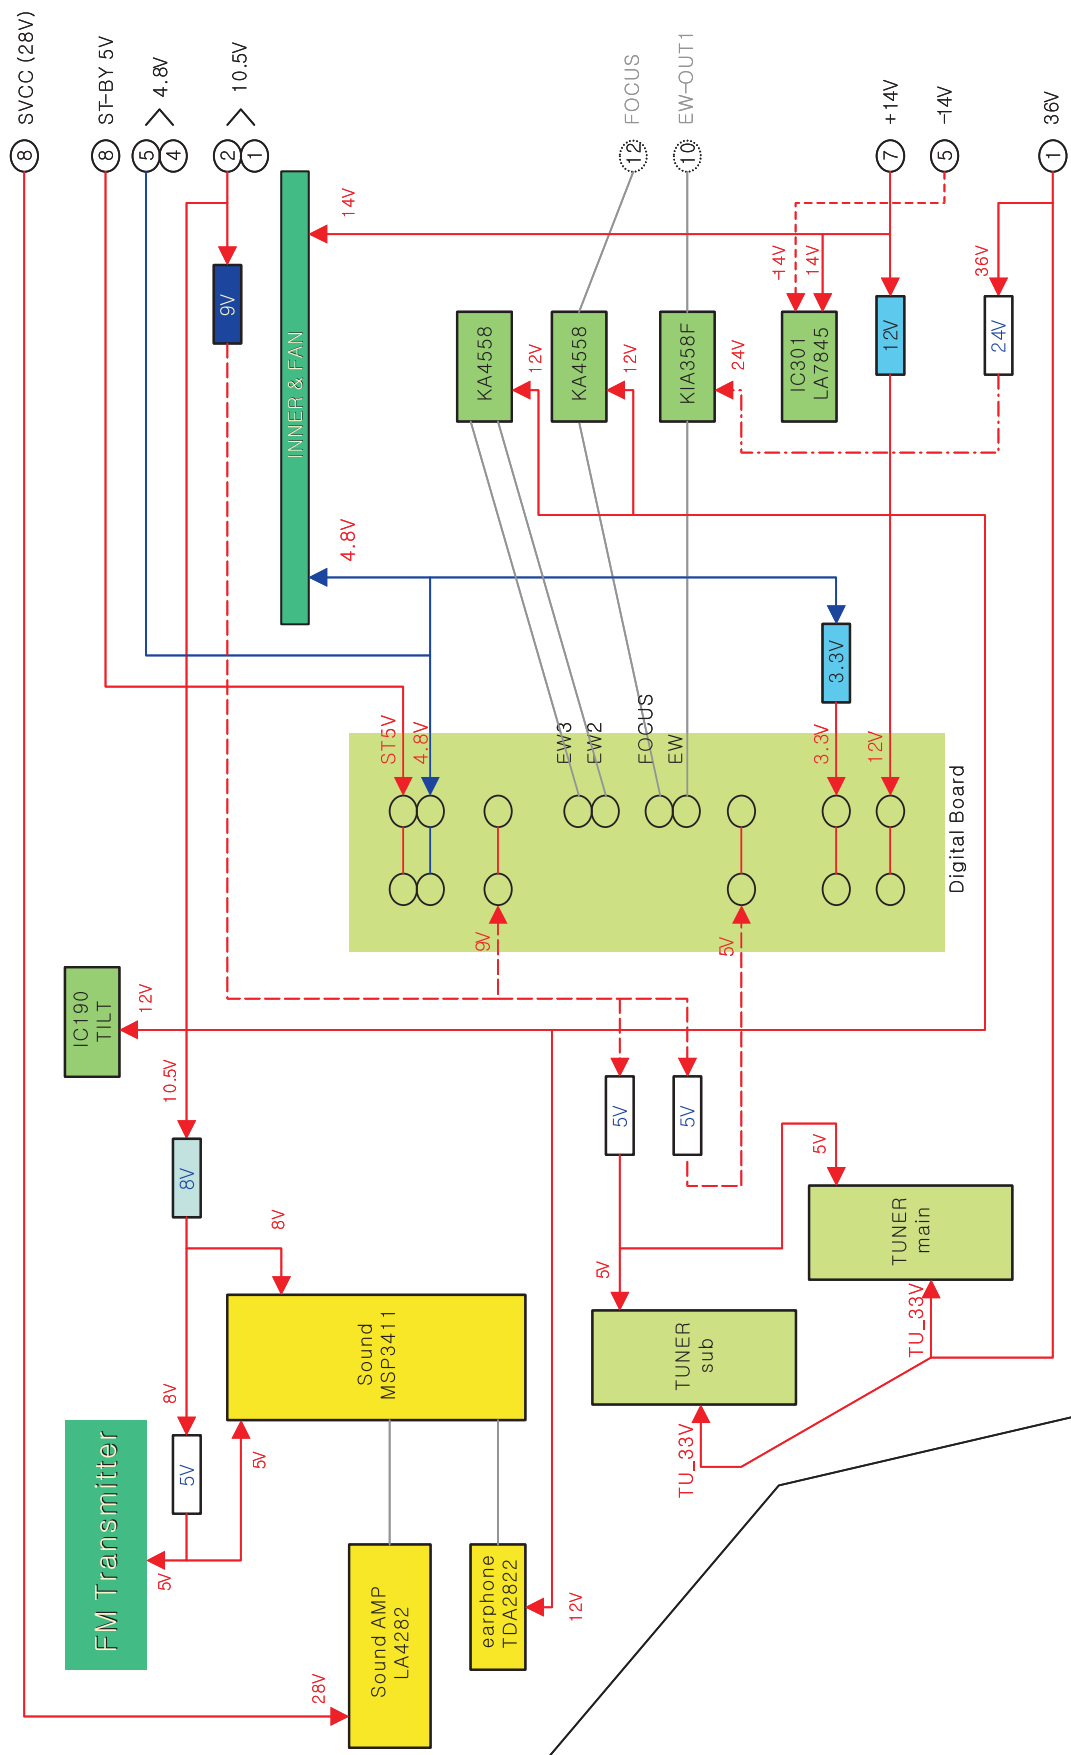 8 SVCC (28V)
8 ST-BY 5V
5
4
> 4.8V
2
1
> 10.5V
12 FOCUS
10 EW-OUT1
7 +14V
5 -14V
1 36V
9V
INNER & FAN
14V
4.8V
KA4558
12V
KA4558
12V
KIA358F
24V
-14V
14V
IC301
LA7845
12V
36V
24V
3.3V
ST5V
4.8V
EW3
EW2
FOCUS
EW
3.3V
12V
9V
5V
Digital Board
IC190
TILT
12V
10.5V
8V
8V
5V
5V
5V
TUNER
main
TU_33V
5V
TUNER
sub
TU_33V
Sound
MSP3411
8V
5V
5V
5V
FM Transmitter
Sound AMP
LA4282
28V
earphone
TDA2822
12V